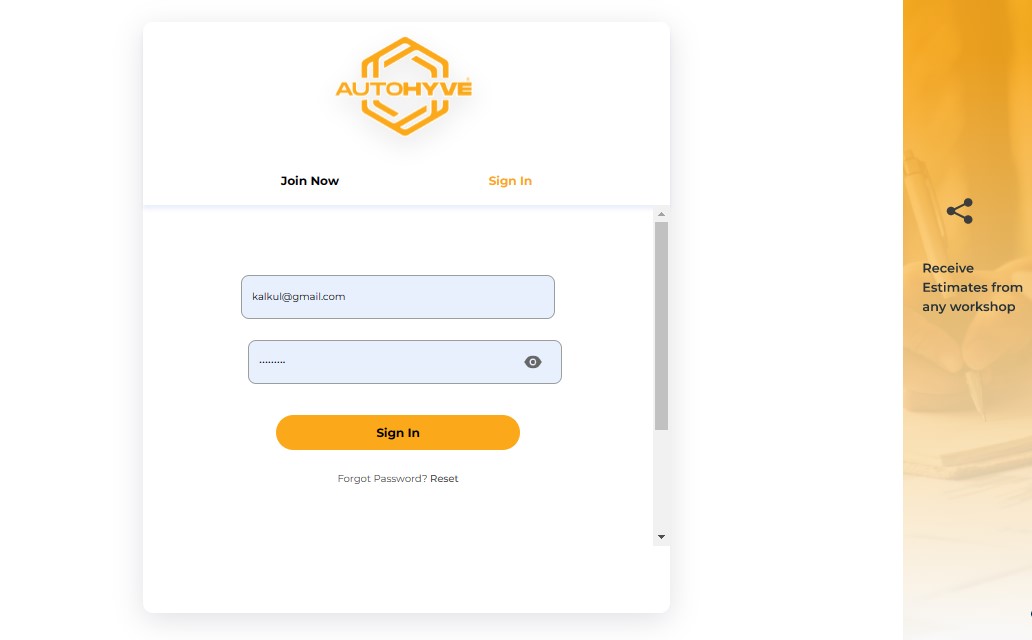 AUTOHYVE
Join Now
Sign In
kalkul@gmail.com
Sign In
Forgot Password? Reset
Receive
Estimates from
any workshop